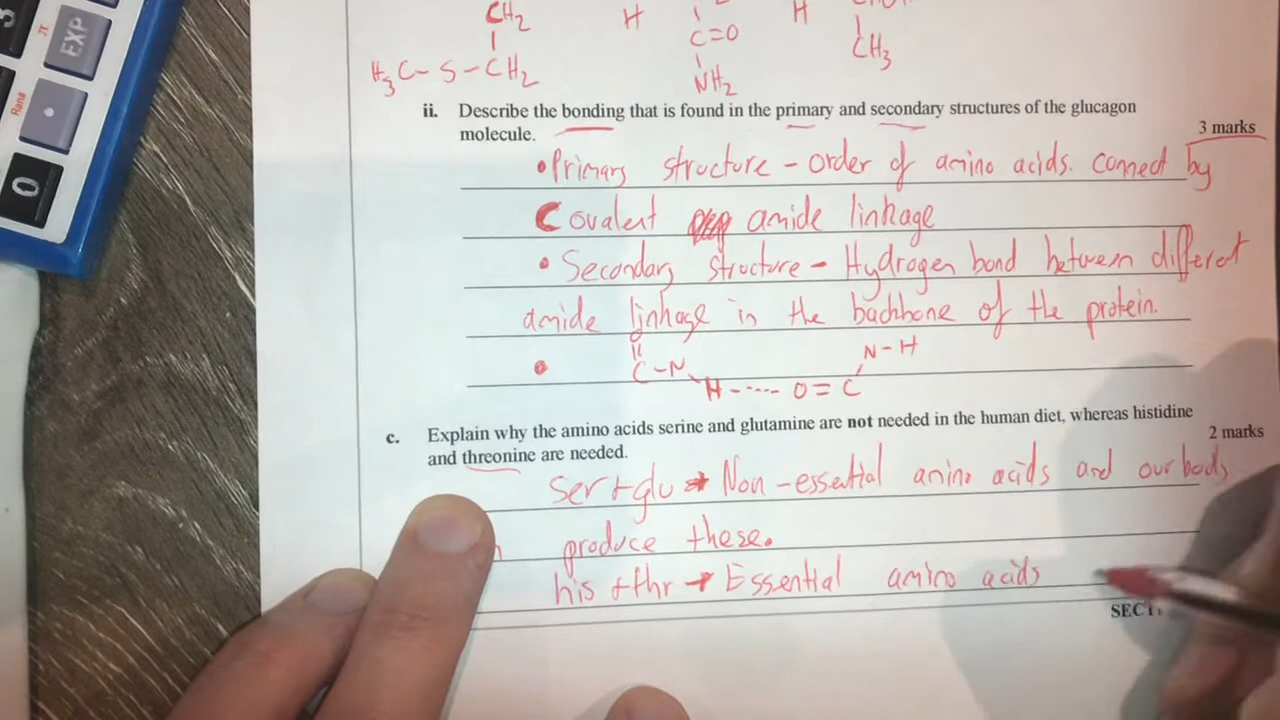 3
π
EXP
Ran#
•
0
CH2
|
H3C-S-CH2
H
|
C=O
|
NH2
H
|
CH3
ii. Describe the bonding that is found in the primary and secondary structures of the glucagon
molecule.
3 marks
•Primary structure - order of amino acids. connect by
Covalent amide linkage
• Secondary structure - Hydrogen bond between different
amide linkage in the backbone of the protein.
N-H
• C-N
H----- O=C
c. Explain why the amino acids serine and glutamine are not needed in the human diet, whereas histidine
and threonine are needed.
2 marks
Ser+glu → Non-essential amino acids and our body
produce these.
his + thr → Essential amino acids